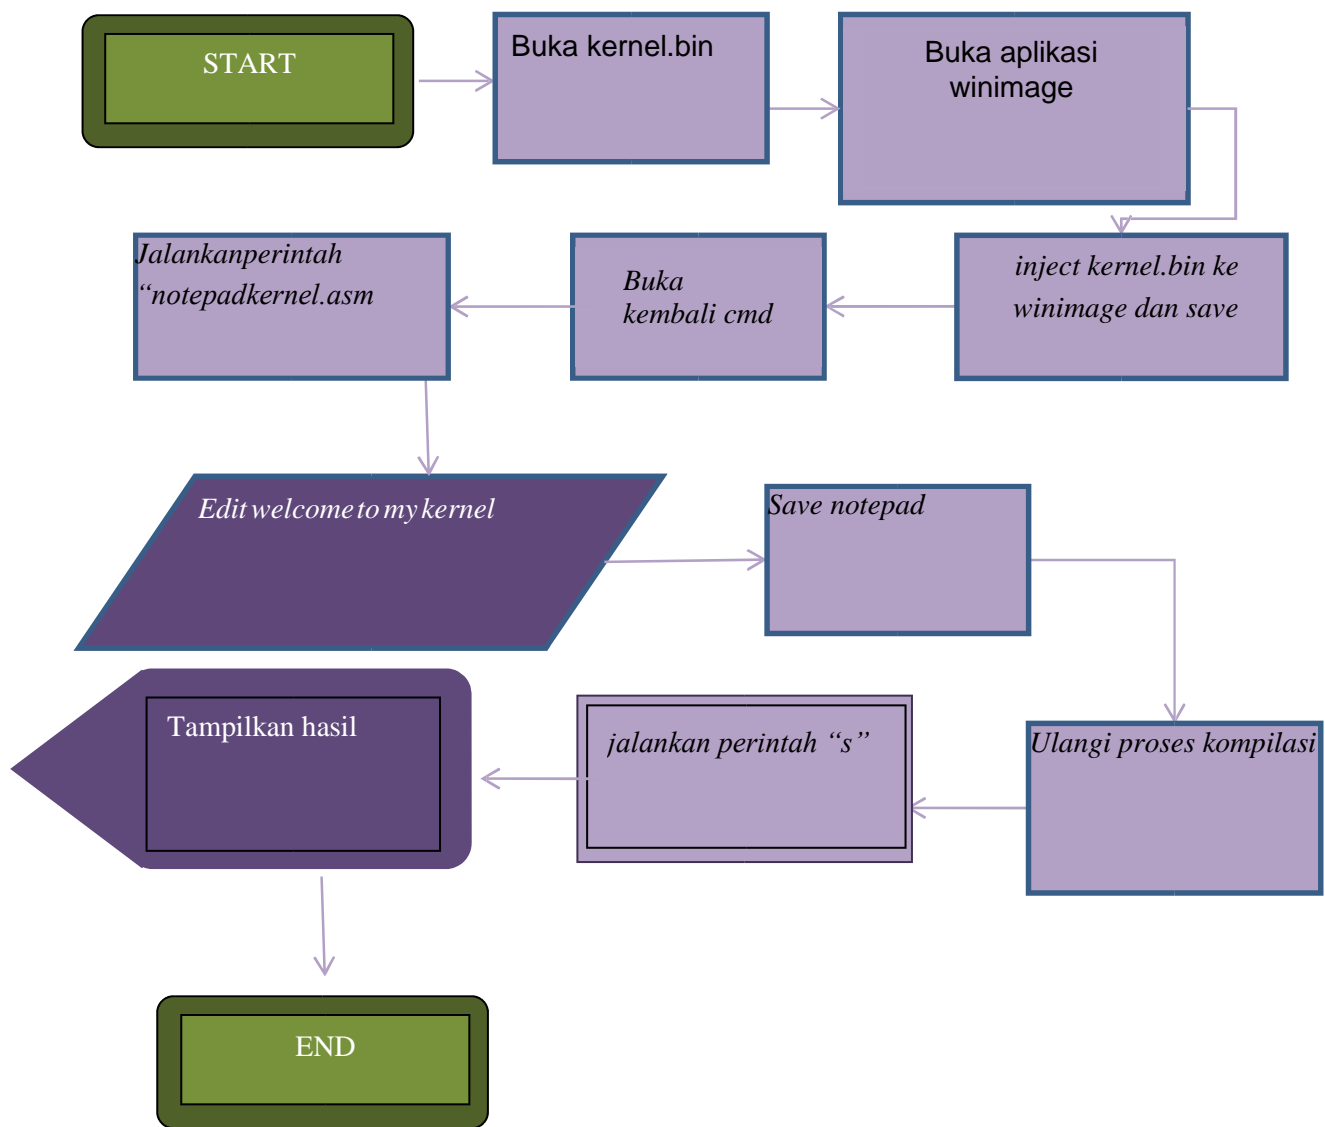 START
Buka kernel.bin
Buka aplikasi
winimage
inject kernel.bin ke
winimage dan save
Buka
kembali cmd
Jalankanperintah
“notepadkernel.asm
Edit welcome to my kernel
Save notepad
Ulangi proses kompilasi
jalankan perintah “s”
Tampilkan hasil
END